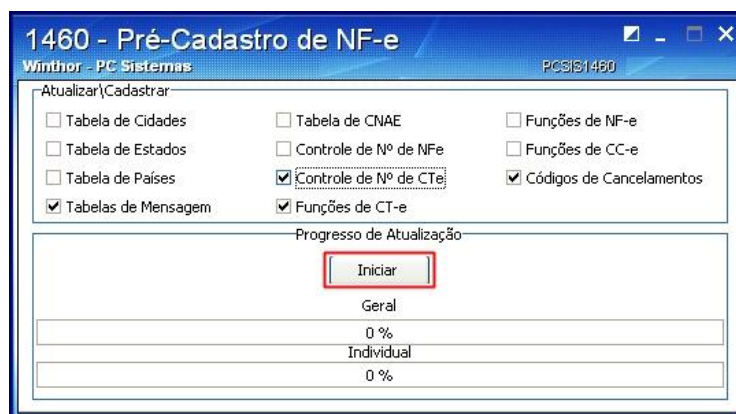 1460 - Pré-Cadastro de NF-e
Winthor - PC Sistemas PCSIS1460
Atualizar\Cadastrar
Tabela de Cidades Tabela de CNAE Funções de NF-e
Tabela de Estados Controle de Nº de NFe Funções de CC-e
Tabela de Países Controle de Nº de CTe Códigos de Cancelamentos
Tabelas de Mensagem Funções de CT-e
Progresso de Atualização
Iniciar
Geral
0 %
Individual
0 %